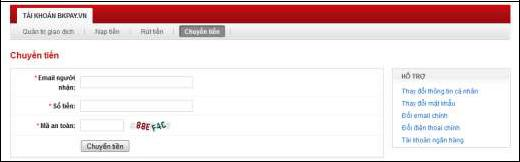 TÀI KHOẢN BKPAY.VN
Quản trị giao dịch | Nạp tiền | Rút tiền | Chuyển tiền
Chuyển tiền
* Email người nhận:
* Số tiền:
* Mã an toàn: 88EFAC
Chuyển tiền
HỖ TRỢ
Thay đổi thông tin cá nhân
Thay đổi mật khẩu
Đổi email chính
Đổi điện thoại chính
Tài khoản ngân hàng